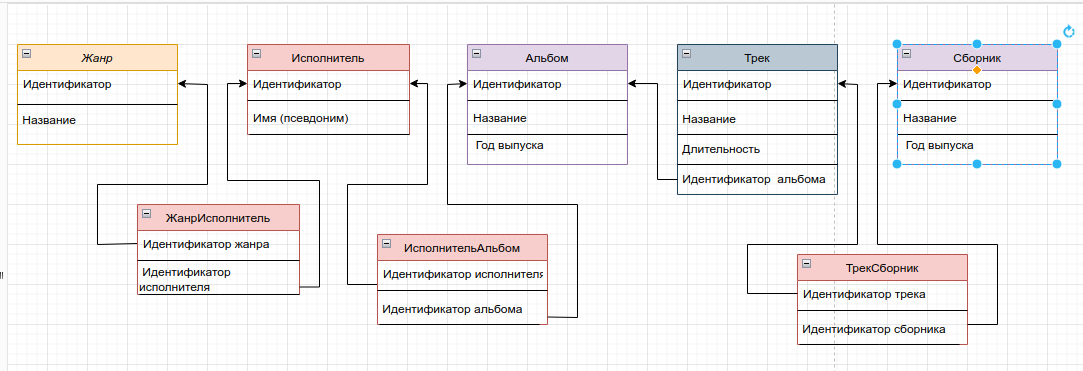 Жанр
Идентификатор
Название
Исполнитель
Идентификатор
Имя (псевдоним)
Альбом
Идентификатор
Название
Год выпуска
Трек
Идентификатор
Название
Длительность
Идентификатор альбома
Сборник
Идентификатор
Название
Год выпуска
ЖанрИсполнитель
Идентификатор жанра
Идентификатор
исполнителя
ИсполнительАльбом
Идентификатор исполнителя
Идентификатор альбома
ТрекСборник
Идентификатор трека
Идентификатор сборника